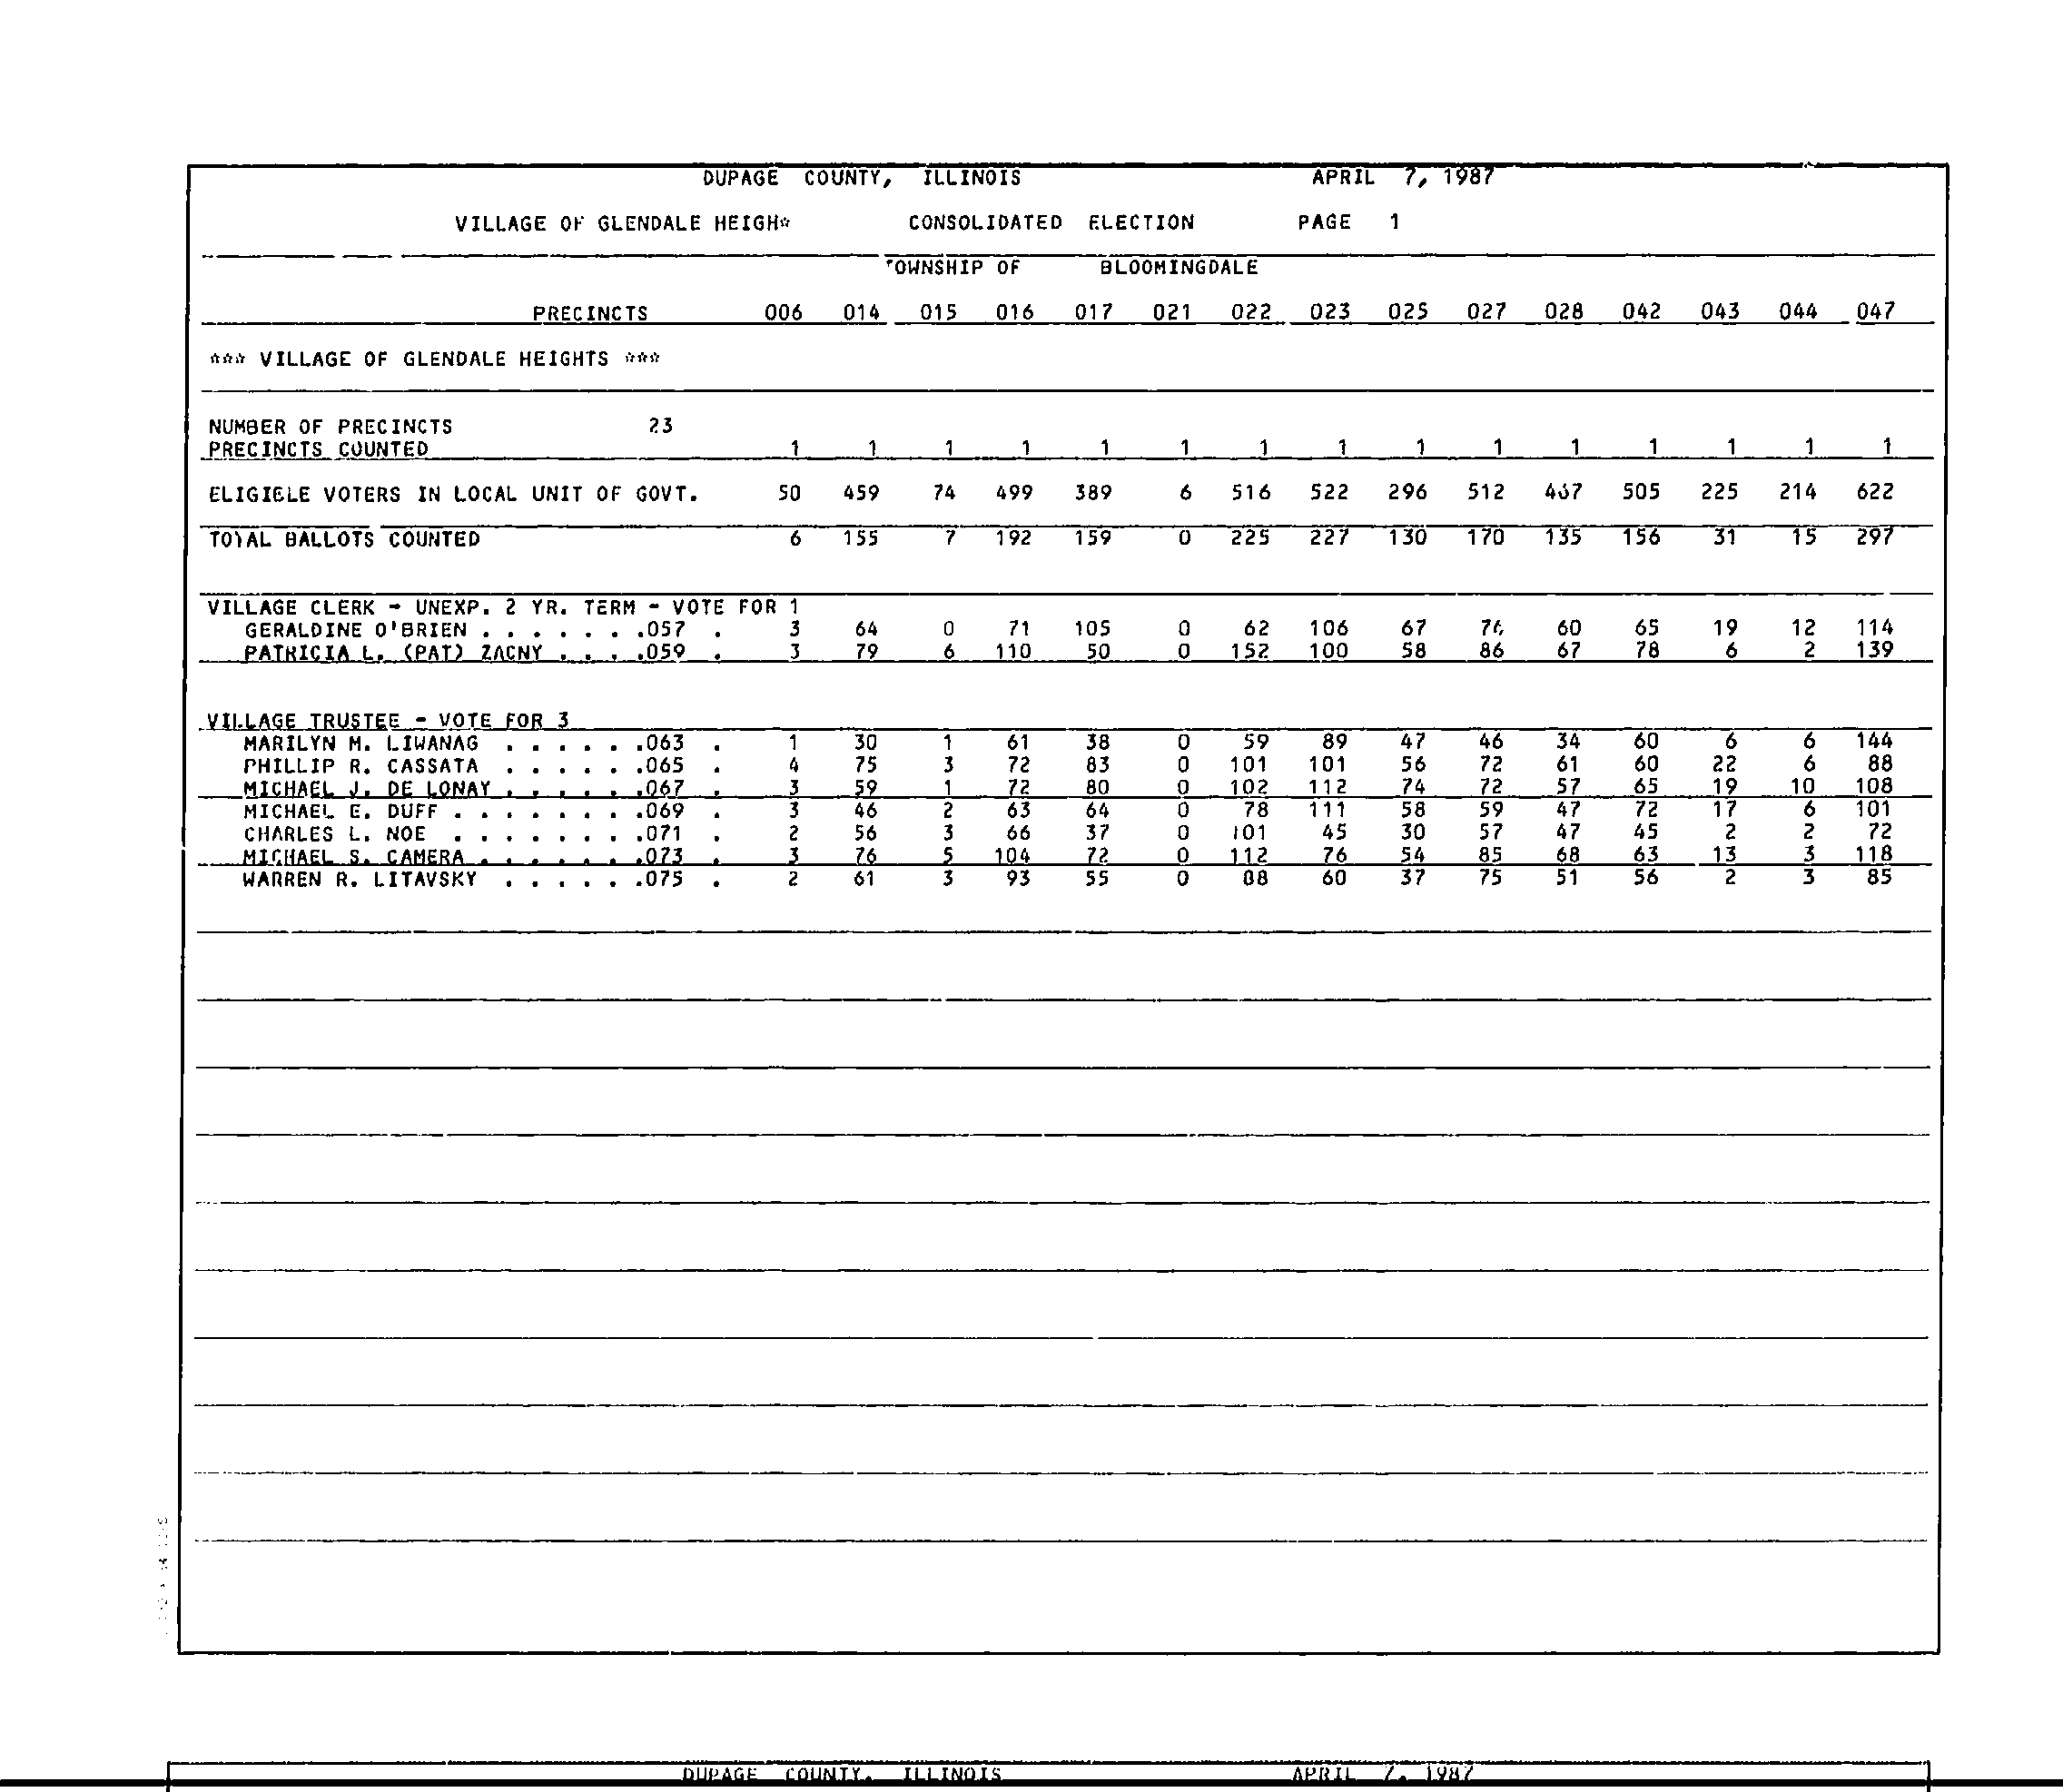 DUPAGE COUNTY, ILLINOIS APRIL 7, 1987
VILLAGE OF GLENDALE HEIGH* CONSOLIDATED ELECTION PAGE 1
TOWNSHIP OF BLOOMINGDALE
PRECINCTS 006 014 015 016 017 021 022 023 025 027 028 042 043 044 047
*** VILLAGE OF GLENDALE HEIGHTS ***
NUMBER OF PRECINCTS 23
PRECINCTS COUNTED 1 1 1 1 1 1 1 1 1 1 1 1 1 1 1
ELIGIBLE VOTERS IN LOCAL UNIT OF GOVT. 50 459 74 499 389 6 516 522 296 512 505 225 214 622
TOTAL BALLOTS COUNTED 6 155 7 192 159 0 225 227 130 170 135 156 31 15 297
VILLAGE CLERK - UNEXP. 2 YR. TERM - VOTE FOR 1
GERALDINE O'BRIEN . . . . . . .057 . 3 64 0 71 105 0 62 106 67 60 65 19 12 114
PATRICIA L. (PAT) ZACNY . . . .059 . 3 79 6 110 50 0 152 100 58 86 67 78 6 2 139
VILLAGE TRUSTEE - VOTE FOR 3
MARILYN M. LIWANAG . . . . . .063 . 1 30 1 61 38 0 59 89 47 46 34 60 6 6 144
PHILLIP R. CASSATA . . . . . .065 . 4 75 3 72 83 0 101 101 56 72 61 60 22 6 88
MICHAEL J. DE LONAY . . . . . .067 . 3 59 1 72 80 0 102 112 74 72 57 65 19 10 108
MICHAEL E. DUFF . . . . . . . .069 . 3 46 2 63 64 0 78 111 58 59 47 72 17 6 101
CHARLES L. NOE . . . . . . . .071 . 2 56 3 66 37 0 101 45 30 57 47 45 2 2 72
MICHAEL S. CAMERA . . . . . . .073 . 3 76 5 104 72 0 112 76 54 85 68 63 13 3 118
WARREN R. LITAVSKY . . . . . .075 . 2 61 3 93 55 0 88 60 37 75 51 56 2 3 85
DUPAGE COUNTY, ILLINOIS APRIL 7, 1987